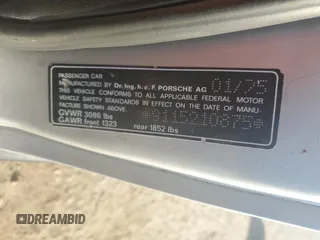 PASSENGER CAR
MANUFACTURED BY Dr. Ing. h. c. F. PORSCHE AG 01/75
THIS VEHICLE CONFORMS TO ALL APPLICABLE FEDERAL MOTOR
VEHICLE SAFETY STANDARDS IN EFFECT ON THE DATE OF MANU-
FACTURE SHOWN ABOVE.
GVWR 3086 lbs *9115210875*
GAWR front 1323 rear 1852 lbs
DREAMBID